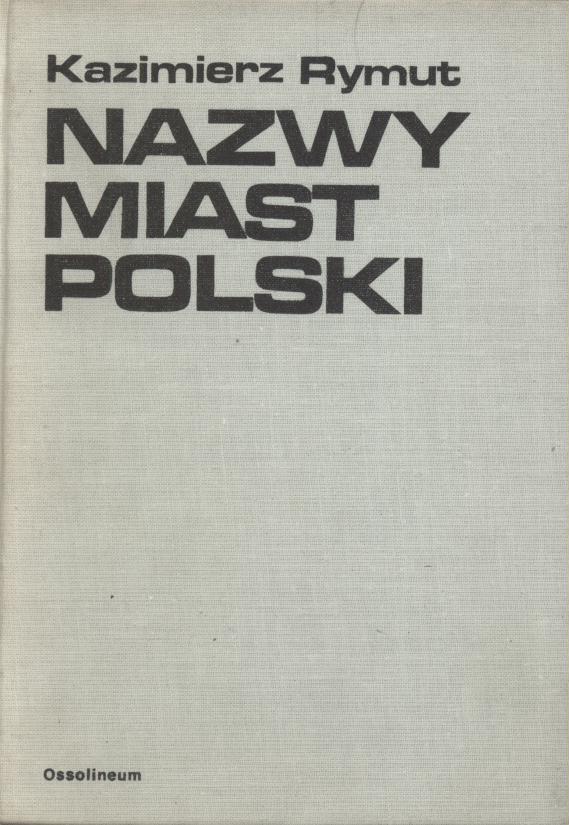 Kazimierz Rymut
NAZWY
MIAST
POLSKI
Ossolineum